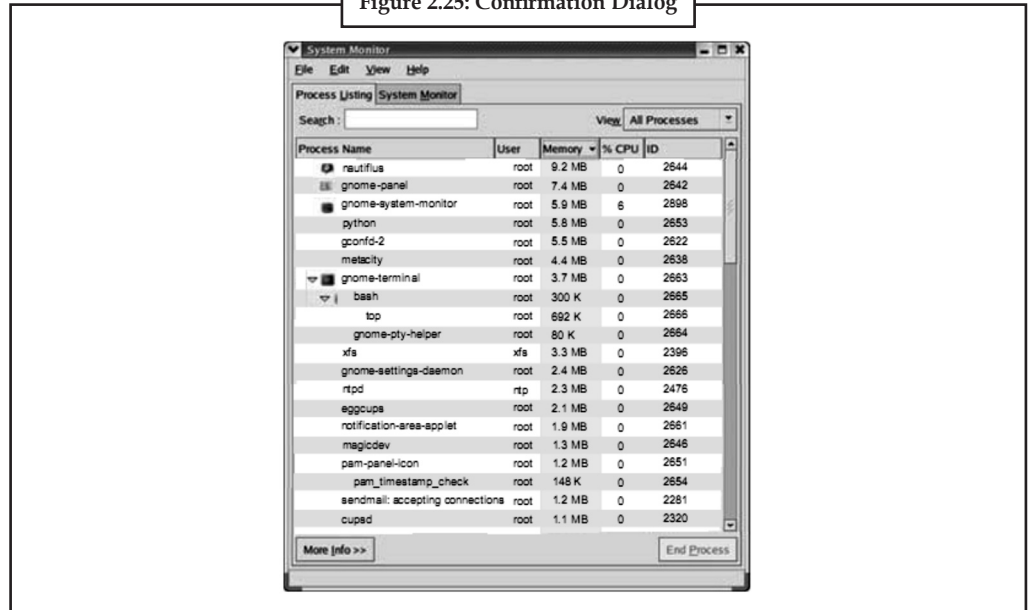 Figure 2.25: Confirmation Dialog
System Monitor
File Edit View Help
Process Listing System Monitor
Search : View All Processes
Process Name User Memory % CPU ID
nautilus root 9.2 MB 0 2644
gnome-panel root 7.4 MB 0 2642
gnome-system-monitor root 5.9 MB 6 2898
python root 5.8 MB 0 2653
gconfd-2 root 5.5 MB 0 2622
metacity root 4.4 MB 0 2638
gnome-terminal root 3.7 MB 0 2663
bash root 300 K 0 2665
top root 692 K 0 2666
gnome-pty-helper root 80 K 0 2664
xfs xfs 3.3 MB 0 2396
gnome-settings-daemon root 2.4 MB 0 2626
ntpd ntp 2.3 MB 0 2476
eggcups root 2.1 MB 0 2649
notification-area-applet root 1.9 MB 0 2661
magicdev root 1.3 MB 0 2646
pam-panel-icon root 1.2 MB 0 2651
pam_timestamp_check root 148 K 0 2654
sendmail: accepting connections root 1.2 MB 0 2281
cupsd root 1.1 MB 0 2320
More Info >> End Process